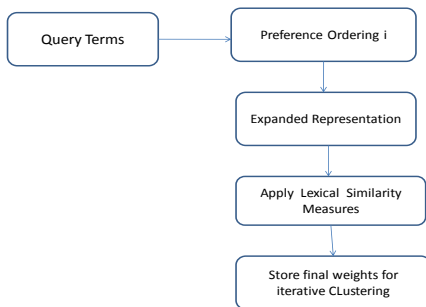 Query Terms
Preference Ordering i
Expanded Representation
Apply Lexical Similarity
Measures
Store final weights for
iterative CLustering